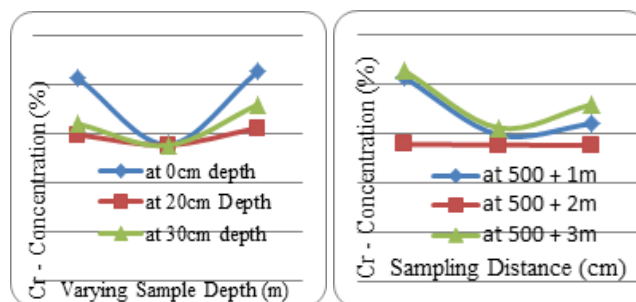 Cr - Concentration (%)
at 0cm depth
at 20cm Depth
at 30cm depth
Varying Sample Depth (m)
Cr - Concentration (%)
at 500 + 1m
at 500 + 2m
at 500 + 3m
Sampling Distance (cm)